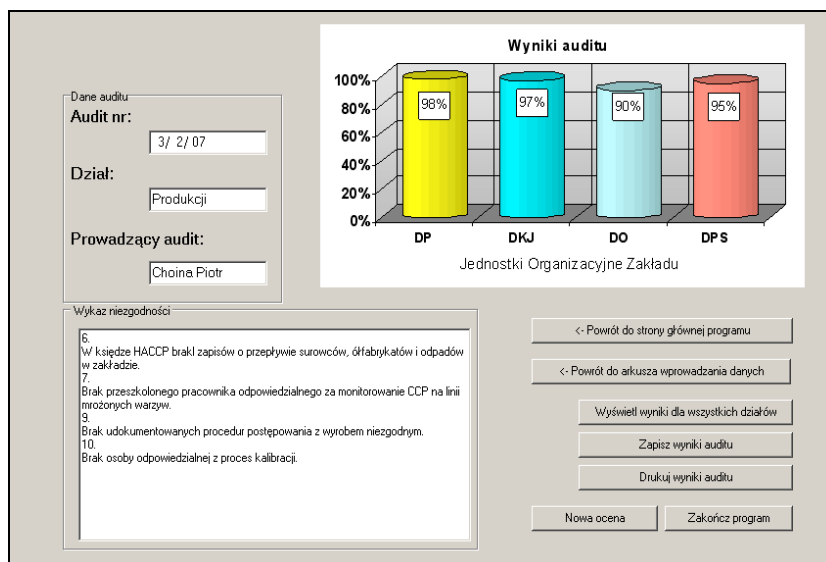 Wyniki auditu
100%
80%
60%
40%
20%
0%
98%
97%
90%
95%
DP DKJ DO DPS
Jednostki Organizacyjne Zakładu
Dane auditu
Audit nr:
3/ 2/ 07
Dział:
Produkcji
Prowadzący audit:
Choina Piotr
Wykaz niezgodności
6.
W księdze HACCP brakl zapisów o przepływie surowców, ółfabrykatów i odpadów
w zakładzie.
7.
Brak przeszkolonego pracownika odpowiedzialnego za monitorowanie CCP na linii
mrożonych warzyw.
9.
Brak udokumentowanych procedur postępowania z wyrobem niezgodnym.
10.
Brak osoby odpowiedzialnej z proces kalibracji.
<- Powrót do strony głównej programu
<- Powrót do arkusza wprowadzania danych
Wyświetl wyniki dla wszystkich działów
Zapisz wyniki auditu
Drukuj wyniki auditu
Nowa ocena
Zakończ program